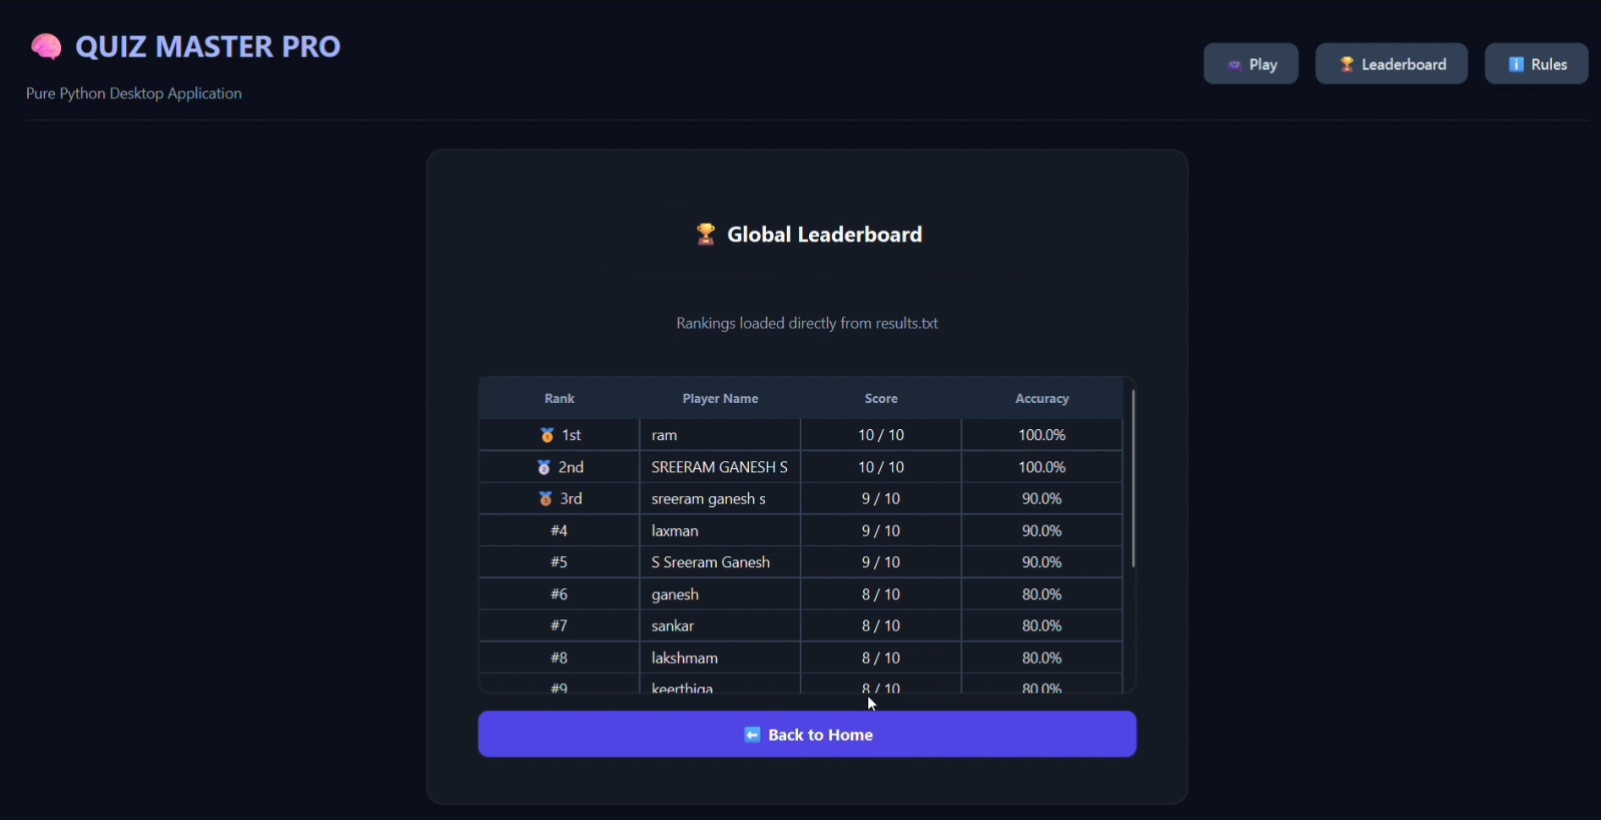 QUIZ MASTER PRO
Pure Python Desktop Application
Play
Leaderboard
Rules
Global Leaderboard
Rankings loaded directly from results.txt
Rank Player Name Score Accuracy
1st ram 10 / 10 100.0%
2nd SREERAM GANESH S 10 / 10 100.0%
3rd sreeram ganesh s 9 / 10 90.0%
#4 laxman 9 / 10 90.0%
#5 S Sreeram Ganesh 9 / 10 90.0%
#6 ganesh 8 / 10 80.0%
#7 sankar 8 / 10 80.0%
#8 lakshmam 8 / 10 80.0%
#9 keerthiga 8 / 10 80.0%
Back to Home